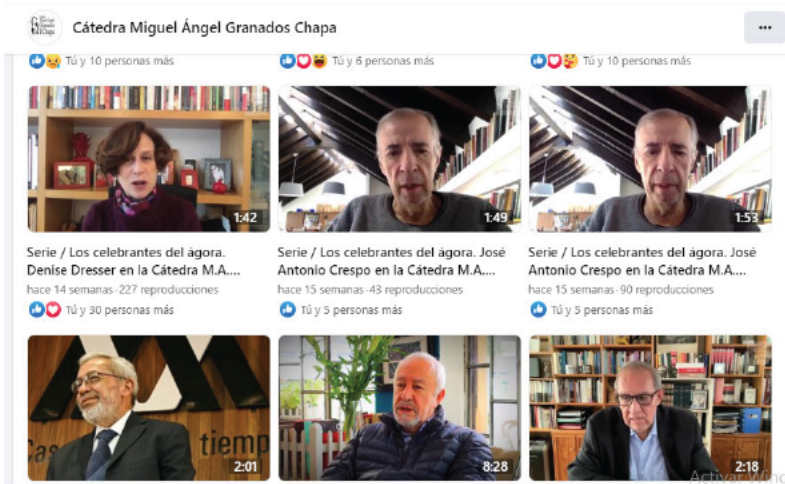 Cátedra Miguel Ángel Granados Chapa
...
Tú y 10 personas más
Tú y 6 personas más
Tú y 10 personas más
1:42
1:49
1:53
Serie / Los celebrantes del ágora.
Denise Dresser en la Cátedra M.A....
hace 14 semanas · 227 reproducciones
Tú y 30 personas más
Serie / Los celebrantes del ágora. José
Antonio Crespo en la Cátedra M.A....
hace 15 semanas · 43 reproducciones
Tú y 5 personas más
Serie / Los celebrantes del ágora. José
Antonio Crespo en la Cátedra M.A....
hace 15 semanas · 90 reproducciones
Tú y 5 personas más
tiemp
2:01
8:28
2:18
Activar Wind